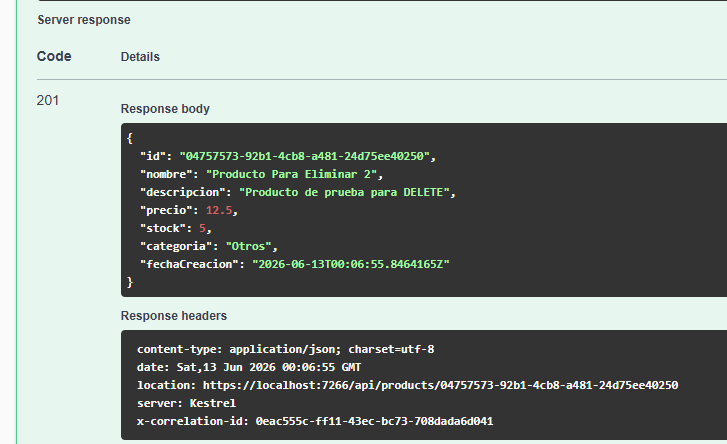 Server response
Code Details
201
Response body
{
"id": "04757573-92b1-4cb8-a481-24d75ee40250",
"nombre": "Producto Para Eliminar 2",
"descripcion": "Producto de prueba para DELETE",
"precio": 12.5,
"stock": 5,
"categoria": "Otros",
"fechaCreacion": "2026-06-13T00:06:55.8464165Z"
}
Response headers
content-type: application/json; charset=utf-8
date: Sat,13 Jun 2026 00:06:55 GMT
location: https://localhost:7266/api/products/04757573-92b1-4cb8-a481-24d75ee40250
server: Kestrel
x-correlation-id: 0eac555c-ff11-43ec-bc73-708dada6d041